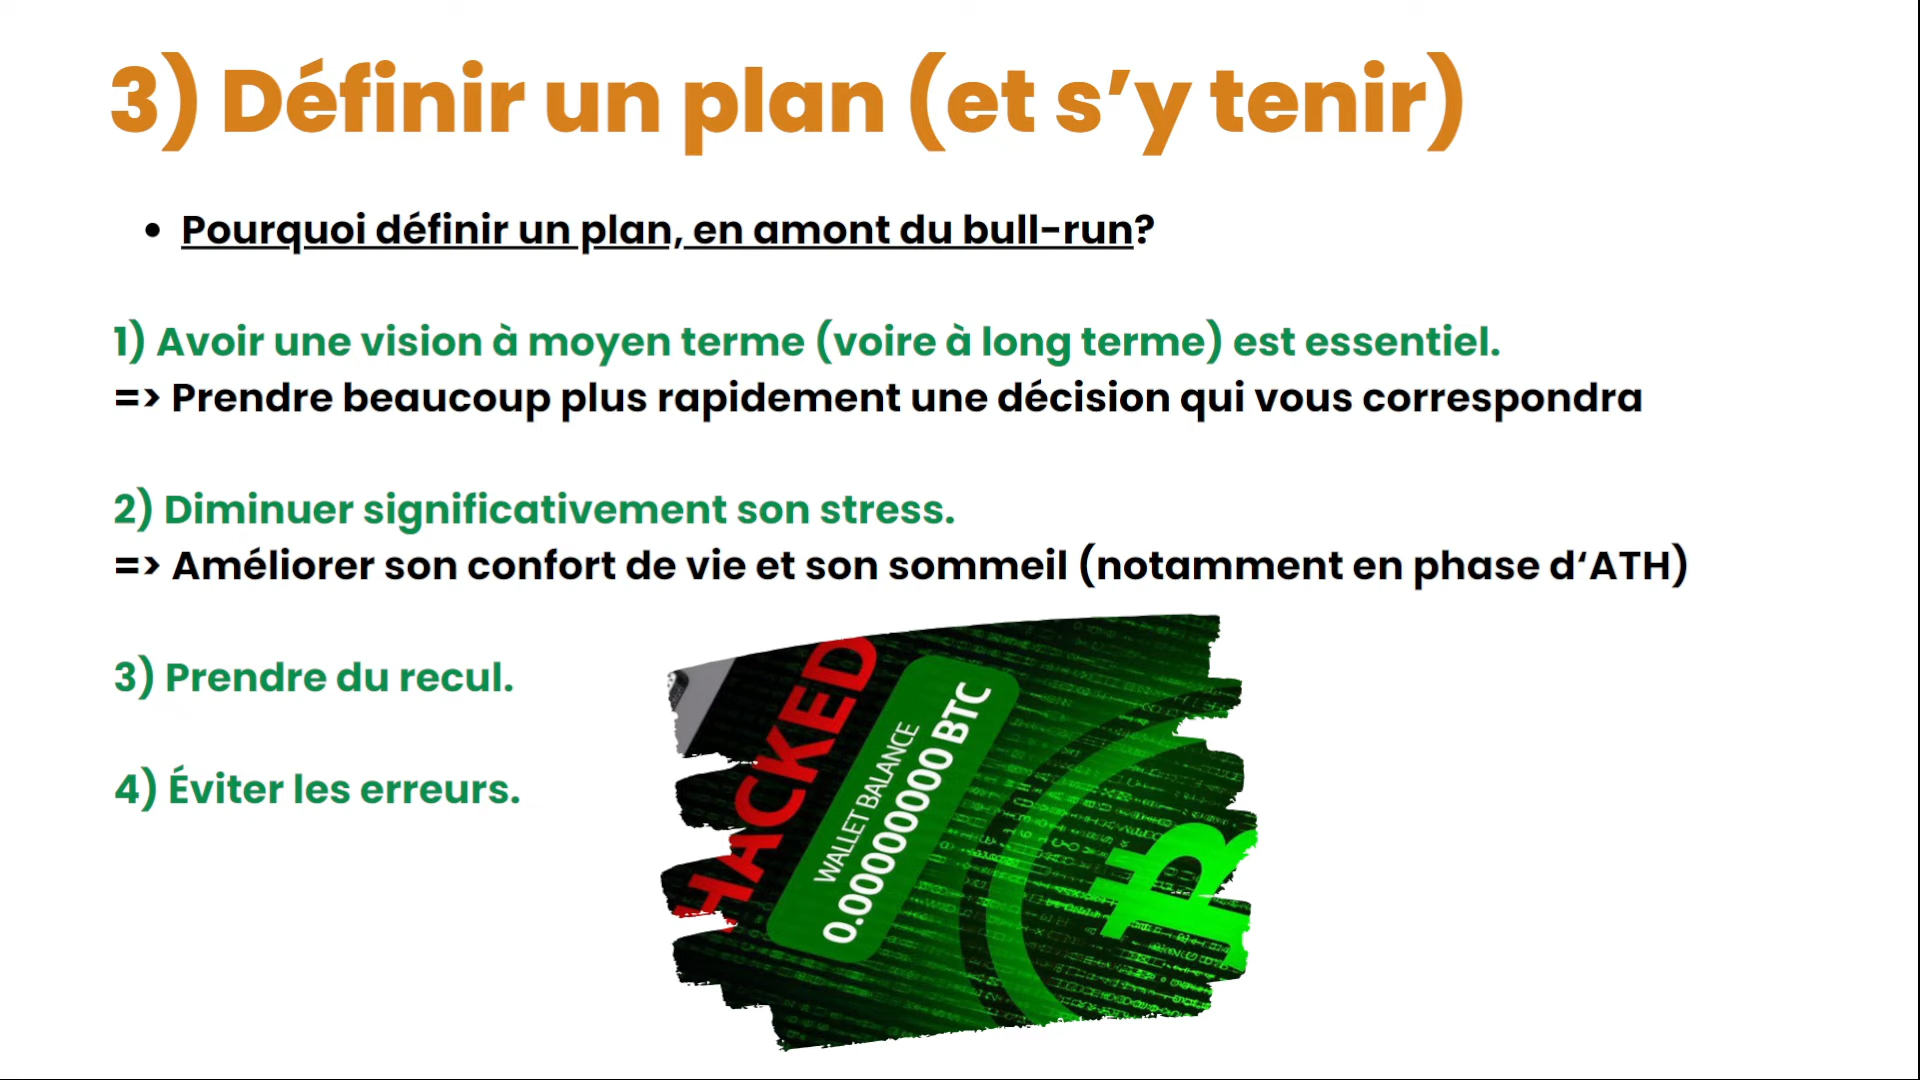 3) Définir un plan (et s’y tenir)
• Pourquoi définir un plan, en amont du bull-run?
1) Avoir une vision à moyen terme (voire à long terme) est essentiel.
=> Prendre beaucoup plus rapidement une décision qui vous correspondra
2) Diminuer significativement son stress.
=> Améliorer son confort de vie et son sommeil (notamment en phase d‘ATH)
3) Prendre du recul.
4) Éviter les erreurs.
HACKED
WALLET BALANCE
0.00000000 BTC